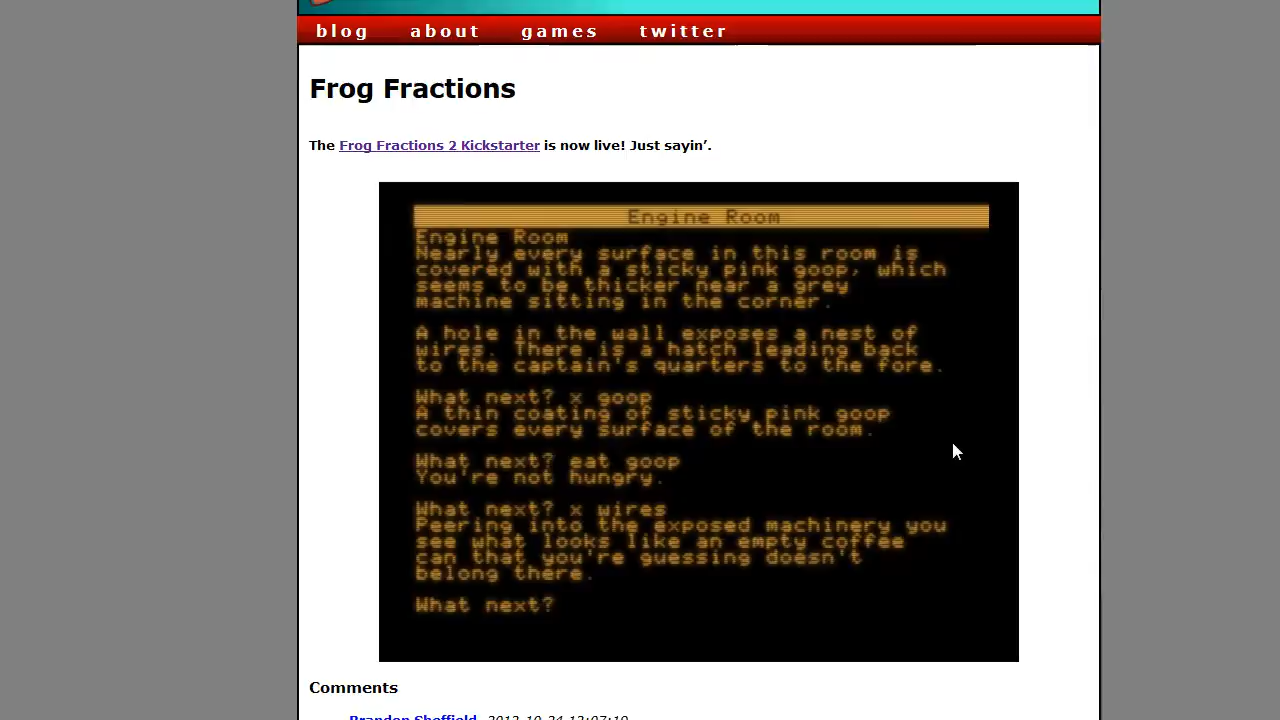 blog about games twitter
Frog Fractions
The Frog Fractions 2 Kickstarter is now live! Just sayin’.
Engine Room
Engine Room
Nearly every surface in this room is
covered with a sticky pink goop, which
seems to be thicker near a grey
machine sitting in the corner.
A hole in the wall exposes a nest of
wires. There is a hatch leading back
to the captain's quarters to the fore.
What next? x goop
A thin coating of sticky pink goop
covers every surface of the room.
What next? eat goop
You're not hungry.
What next? x wires
Peering into the exposed machinery you
see what looks like an empty coffee
can that you're guessing doesn't
belong there.
What next?
Comments
Brandon Sheffield